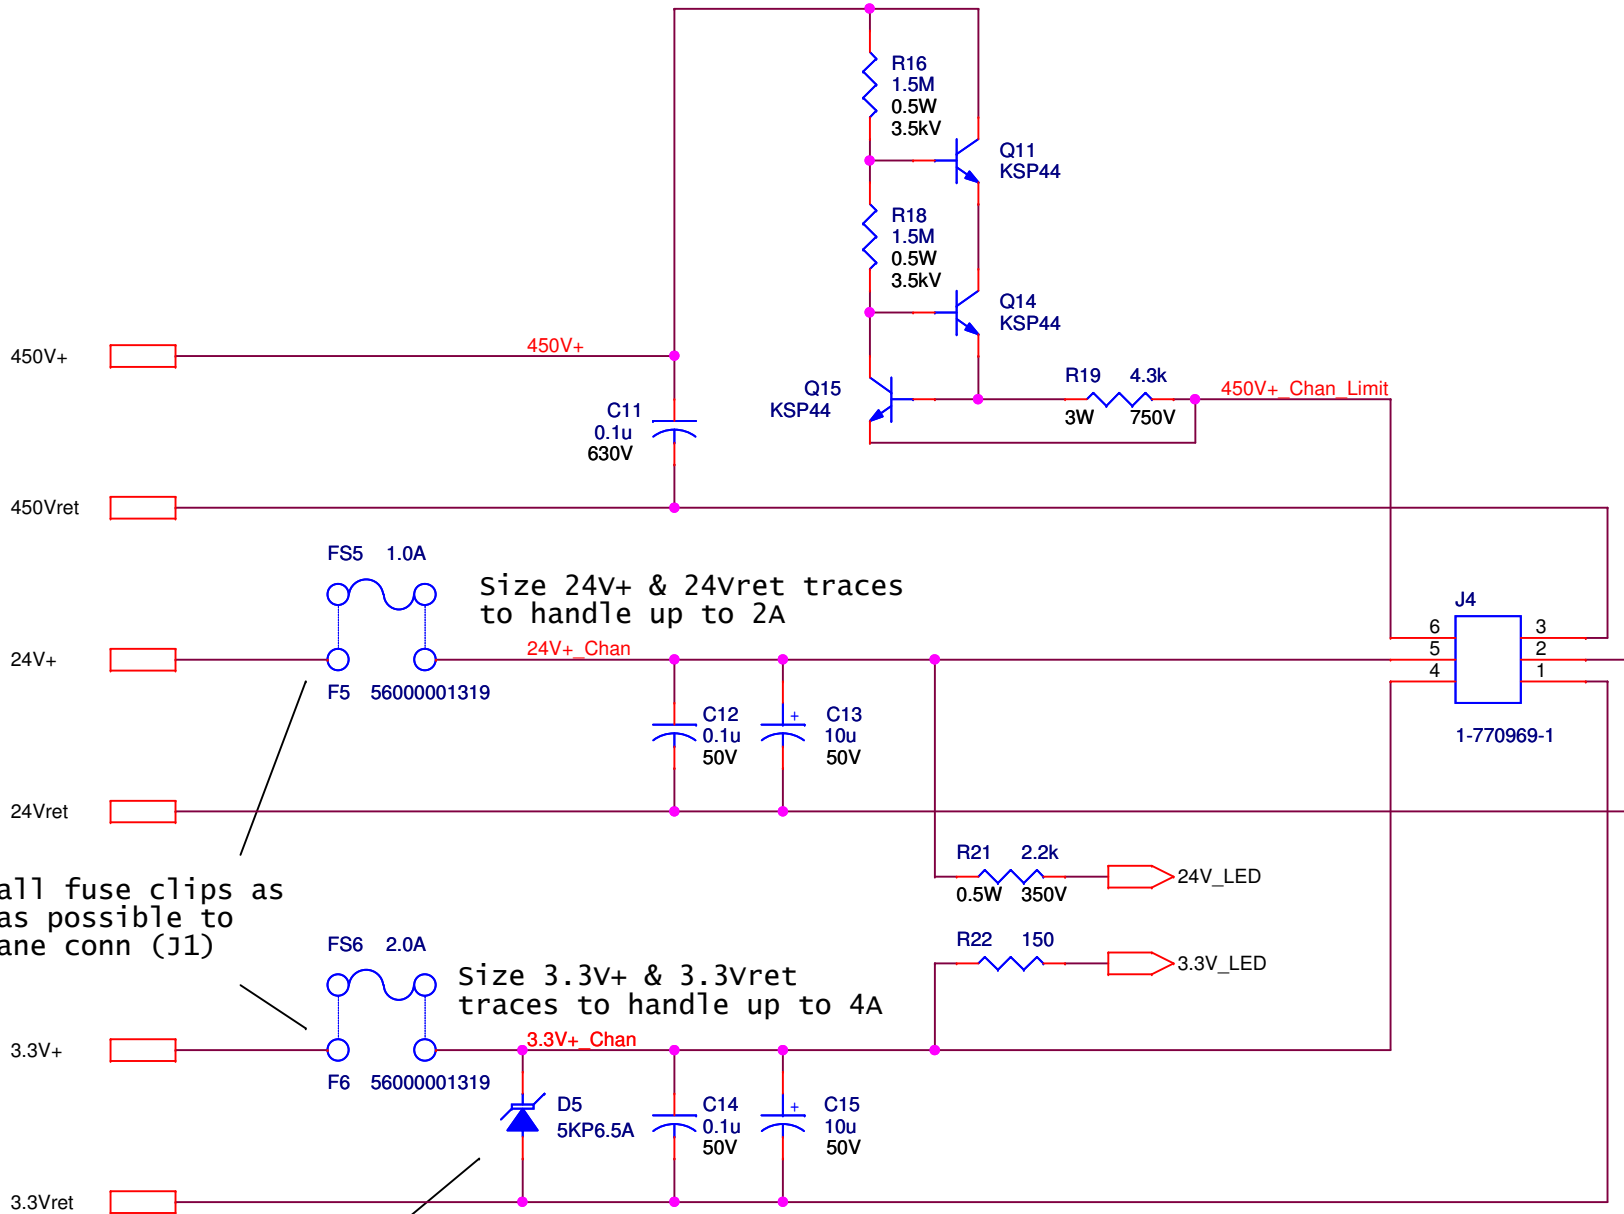 R16
1.5M
0.5W
3.5kV
Q11
KSP44
R18
1.5M
0.5W
3.5kV
Q14
KSP44
450V+
450V+
Q15
KSP44
R19 4.3k
3W 750V
450V+_Chan_Limit
C11
0.1u
630V
450Vret
FS5 1.0A
Size 24V+ & 24Vret traces
to handle up to 2A
24V+
24V+_Chan
F5 56000001319
J4
6 3
5 2
4 1
1-770969-1
C12
0.1u
50V
+
C13
10u
50V
24Vret
R21 2.2k
0.5W 350V
24V_LED
all fuse clips as
as possible to
ane conn (J1)
R22 150
3.3V_LED
FS6 2.0A
Size 3.3V+ & 3.3Vret
traces to handle up to 4A
3.3V+
3.3V+_Chan
F6 56000001319
D5
5KP6.5A
C14
0.1u
50V
+
C15
10u
50V
3.3Vret